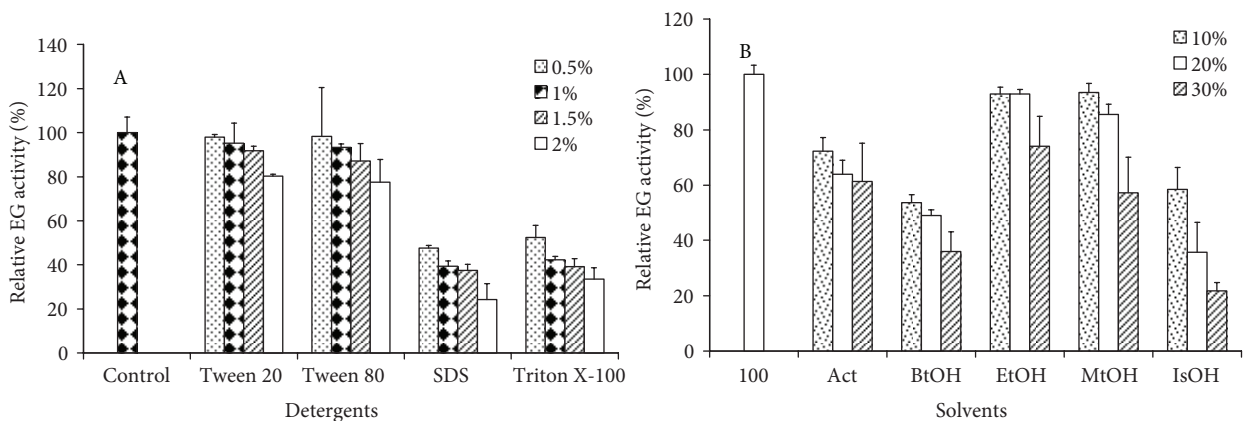 A
Relative EG activity (%)
140
120
100
80
60
40
20
0
0.5%
1%
1.5%
2%
Control Tween 20 Tween 80 SDS Triton X-100
Detergents
B
Relative EG activity (%)
120
100
80
60
40
20
0
10%
20%
30%
100 Act BtOH EtOH MtOH IsOH
Solvents